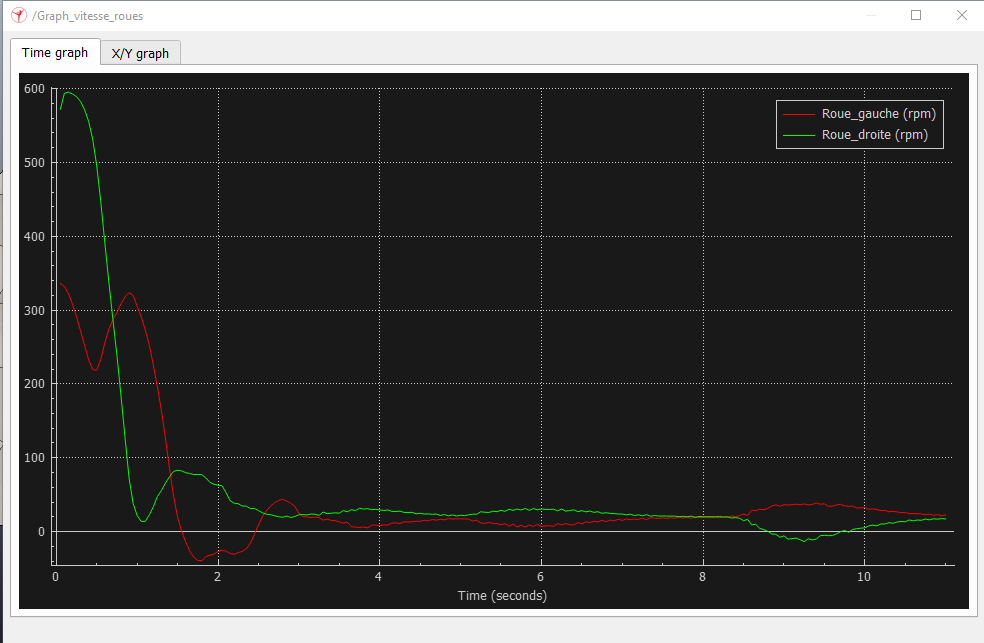 /Graph_vitesse_roues
Time graph
X/Y graph
Roue_gauche (rpm)
Roue_droite (rpm)
600
500
400
300
200
100
0
0
2
4
6
8
10
Time (seconds)